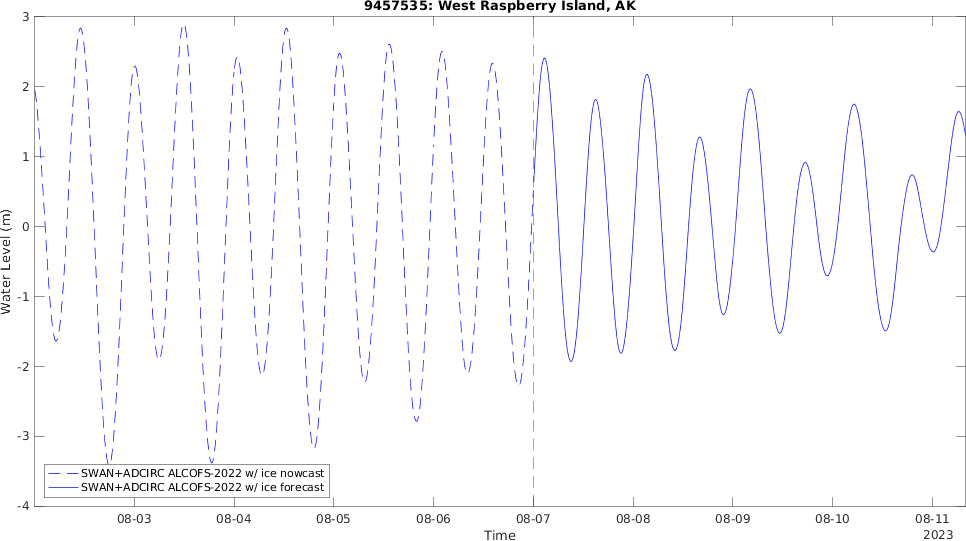 9457535: West Raspberry Island, AK
3
2
1
0
-1
-2
-3
-4
Water Level (m)
SWAN+ADCIRC ALCOFS-2022 w/ ice nowcast
SWAN+ADCIRC ALCOFS-2022 w/ ice forecast
08-03 08-04 08-05 08-06 08-07 08-08 08-09 08-10 08-11
Time 2023